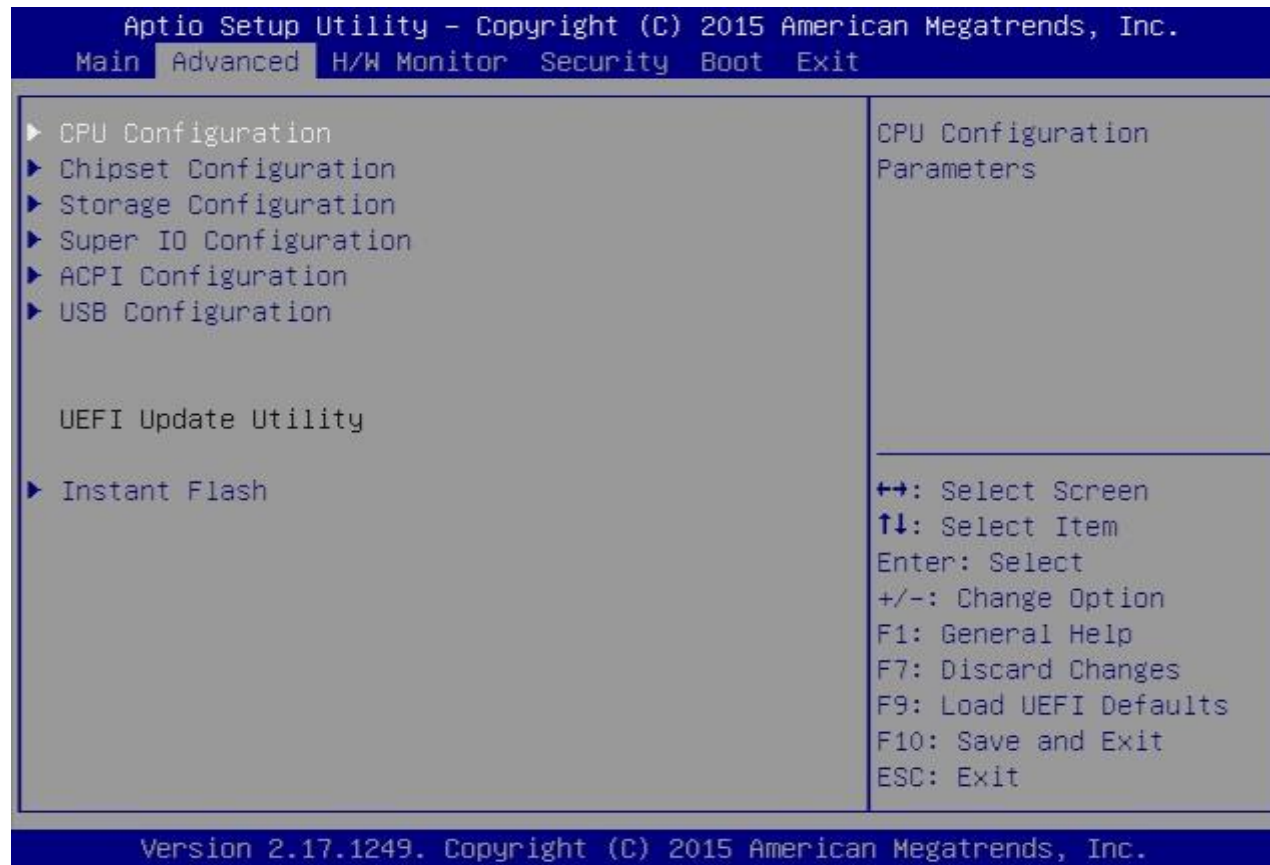 Aptio Setup Utility – Copyright (C) 2015 American Megatrends, Inc.
Main Advanced H/W Monitor Security Boot Exit
CPU Configuration
Chipset Configuration
Storage Configuration
Super IO Configuration
ACPI Configuration
USB Configuration
UEFI Update Utility
Instant Flash
CPU Configuration
Parameters
↔: Select Screen
↑↓: Select Item
Enter: Select
+/-: Change Option
F1: General Help
F7: Discard Changes
F9: Load UEFI Defaults
F10: Save and Exit
ESC: Exit
Version 2.17.1249. Copyright (C) 2015 American Megatrends, Inc.